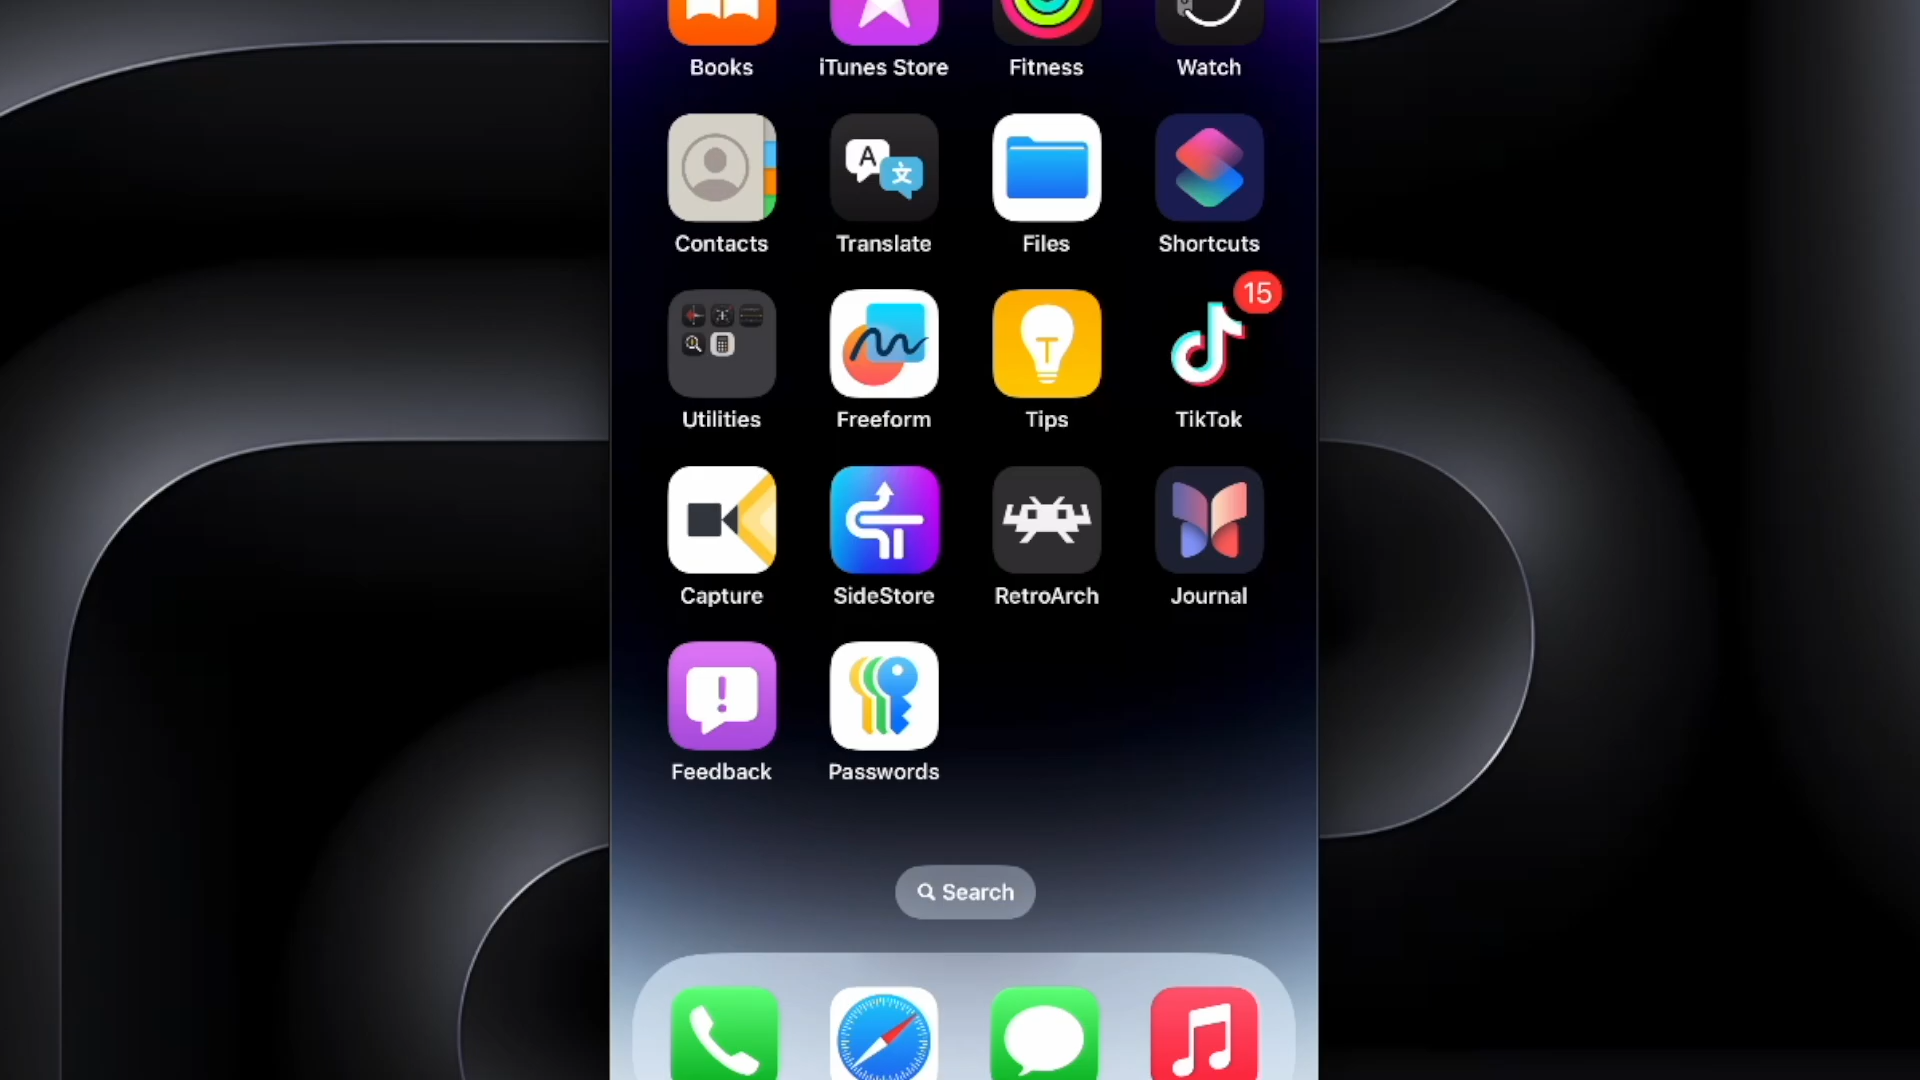 Books iTunes Store Fitness Watch
A
文
Contacts Translate Files Shortcuts
15
Utilities Freeform Tips TikTok
Capture SideStore RetroArch Journal
Feedback Passwords
Search